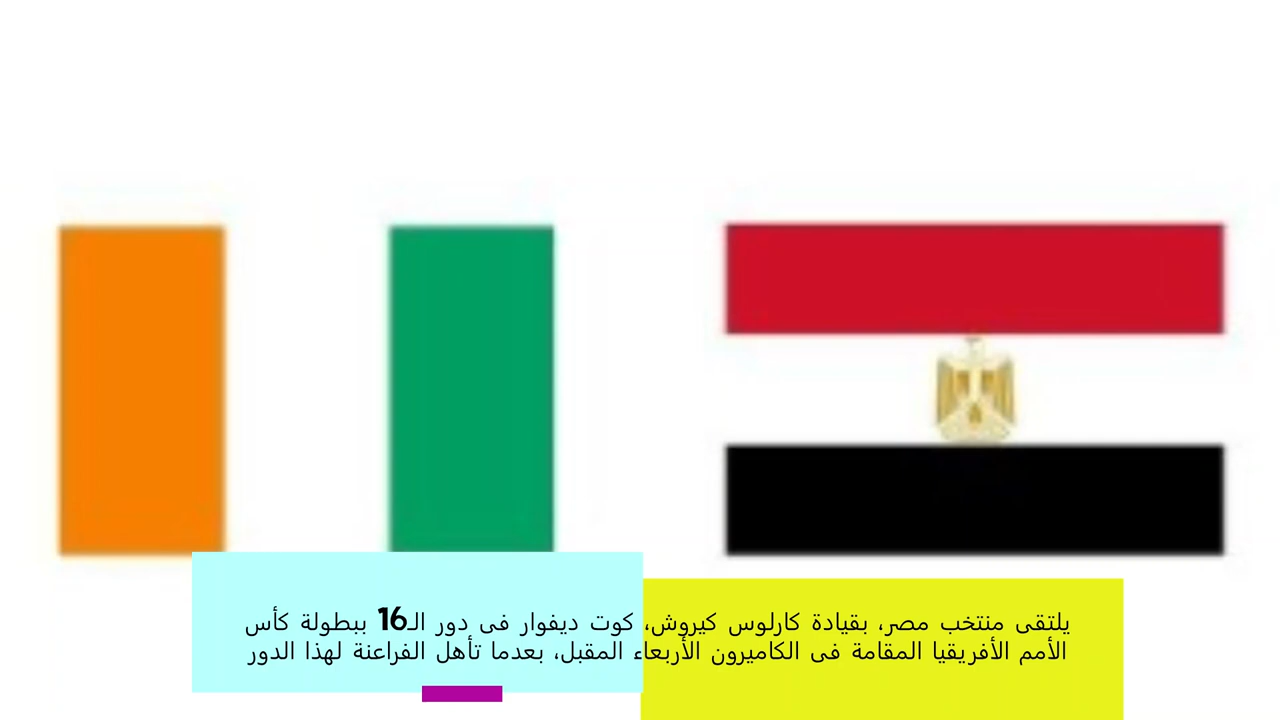 يلتقى منتخب مصر، بقيادة كارلوس كيروش، كوت ديفوار فى دور الـ16 ببطولة كأس
الأمم الأفريقيا المقامة فى الكاميرون الأربعاء المقبل، بعدما تأهل الفراعنة لهذا الدور